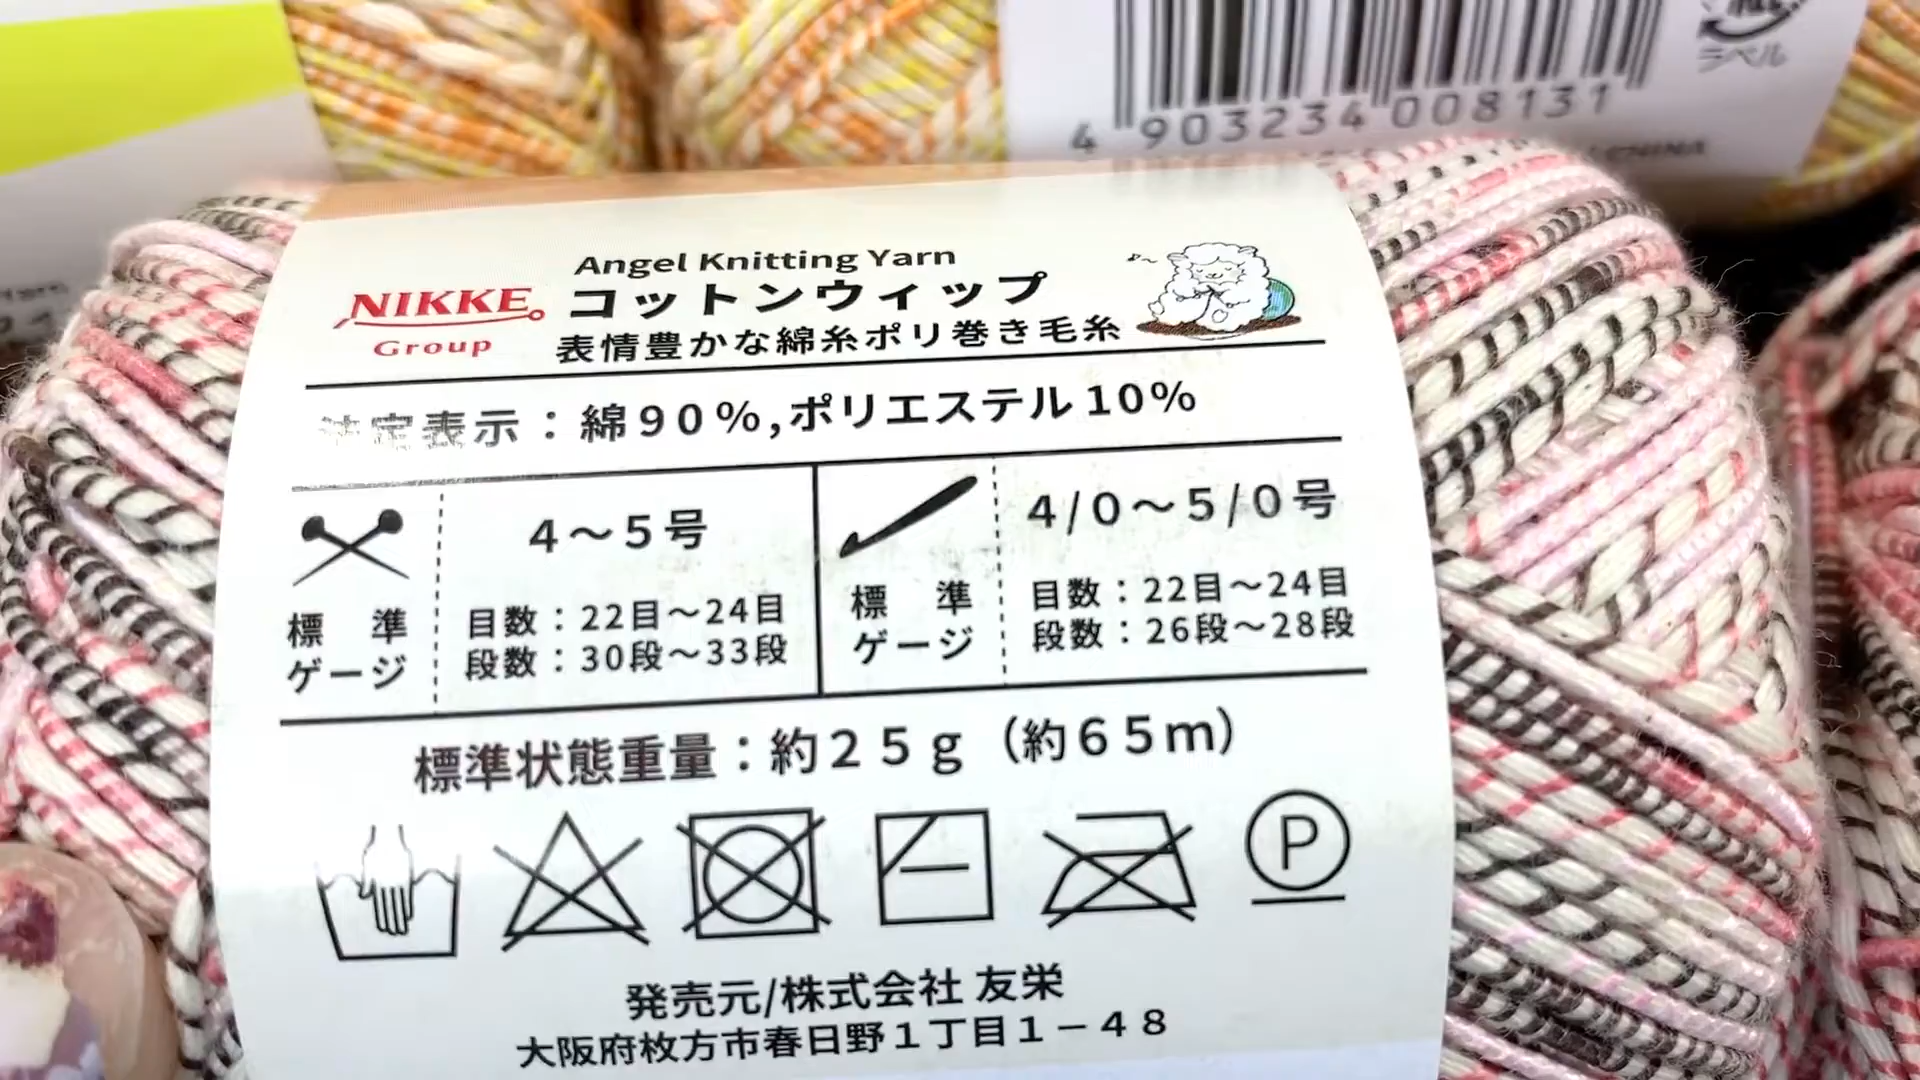 4 903234 008131
ラベル
Angel Knitting Yarn
NIKKE
Group
コットンウィップ
表情豊かな綿糸ポリ巻き毛糸
法定表示：綿90%,ポリエステル10%
4～5号
標準
ゲージ
目数：22目～24目
段数：30段～33段
4/0～5/0号
標準
ゲージ
目数：22目～24目
段数：26段～28段
標準状態重量：約25g（約65m）
P
発売元/株式会社 友栄
大阪府枚方市春日野1丁目1－48